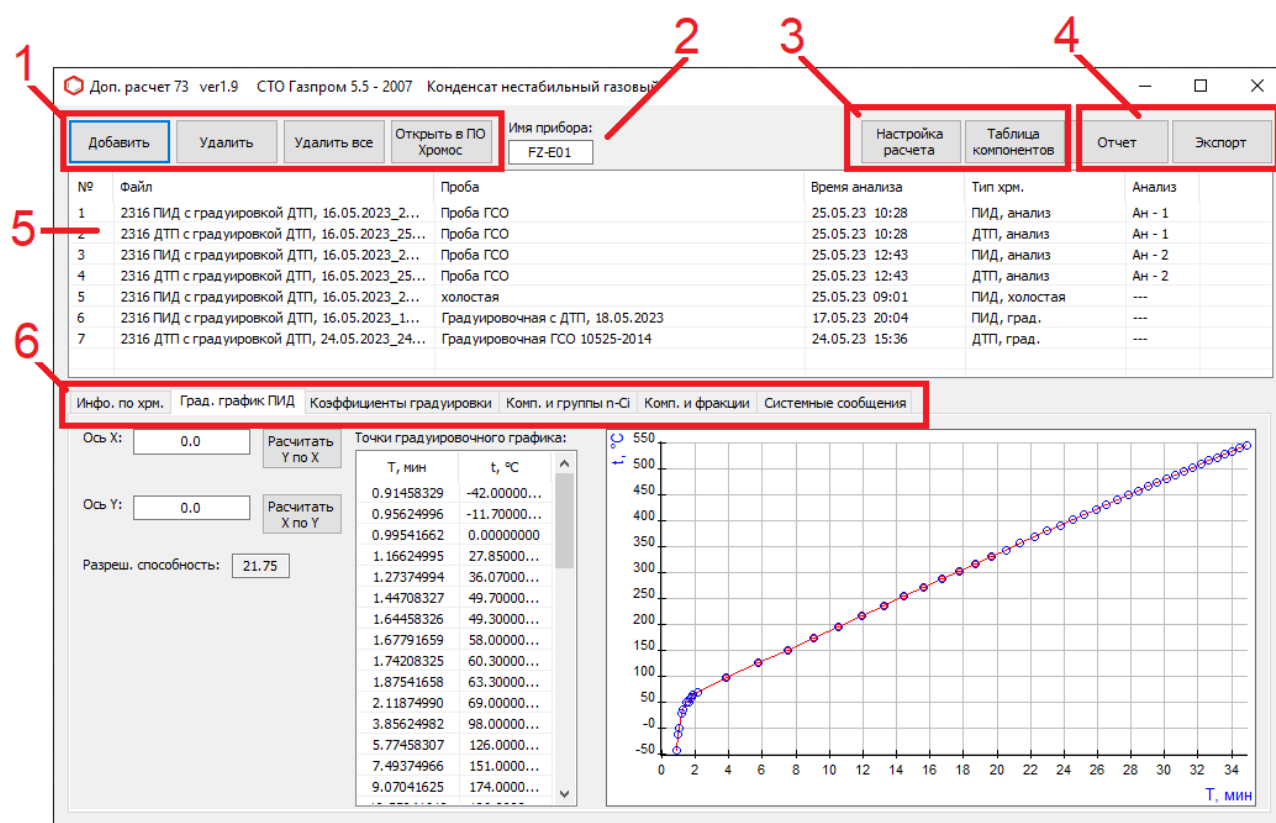 1
2
3
4
Доп. расчет 73 ver1.9 СТО Газпром 5.5 - 2007 Конденсат нестабильный газовый
Добавить
Удалить
Удалить все
Открыть в ПО
Хромос
Имя прибора:
FZ-E01
Настройка
расчета
Таблица
компонентов
Отчет
Экспорт
№ Файл Проба Время анализа Тип хрм. Анализ
1 2316 ПИД с градуировкой ДТП, 16.05.2023_2... Проба ГСО 25.05.23 10:28 ПИД, анализ Ан - 1
5
2 2316 ДТП с градуировкой ДТП, 16.05.2023_25... Проба ГСО 25.05.23 10:28 ДТП, анализ Ан - 1
3 2316 ПИД с градуировкой ДТП, 16.05.2023_2... Проба ГСО 25.05.23 12:43 ПИД, анализ Ан - 2
4 2316 ДТП с градуировкой ДТП, 16.05.2023_25... Проба ГСО 25.05.23 12:43 ДТП, анализ Ан - 2
5 2316 ПИД с градуировкой ДТП, 16.05.2023_2... холостая 25.05.23 09:01 ПИД, холостая ---
6 2316 ПИД с градуировкой ДТП, 16.05.2023_1... Градуировочная с ДТП, 18.05.2023 17.05.23 20:04 ПИД, град. ---
7 2316 ДТП с градуировкой ДТП, 24.05.2023_24... Градуировочная ГСО 10525-2014 24.05.23 15:36 ДТП, град. ---
6
Инфо. по хрм. Град. график ПИД Коэффициенты градуировки Комп. и группы n-Ci Комп. и фракции Системные сообщения
Ось X: 0.0
Расчитать
Y по X
Ось Y: 0.0
Расчитать
X по Y
Разреш. способность: 21.75
Точки градуировочного графика:
T, мин t, °C
0.91458329 -42.00000...
0.95624996 -11.70000...
0.99541662 0.00000000
1.16624995 27.85000...
1.27374994 36.07000...
1.44708327 49.70000...
1.64458326 49.30000...
1.67791659 58.00000...
1.74208325 60.30000...
1.87541658 63.30000...
2.11874990 69.00000...
3.85624982 98.00000...
5.77458307 126.0000...
7.49374966 151.0000...
9.07041625 174.0000...
t, °C
550
500
450
400
350
300
250
200
150
100
50
-0
-50
0 2 4 6 8 10 12 14 16 18 20 22 24 26 28 30 32 34
T, мин